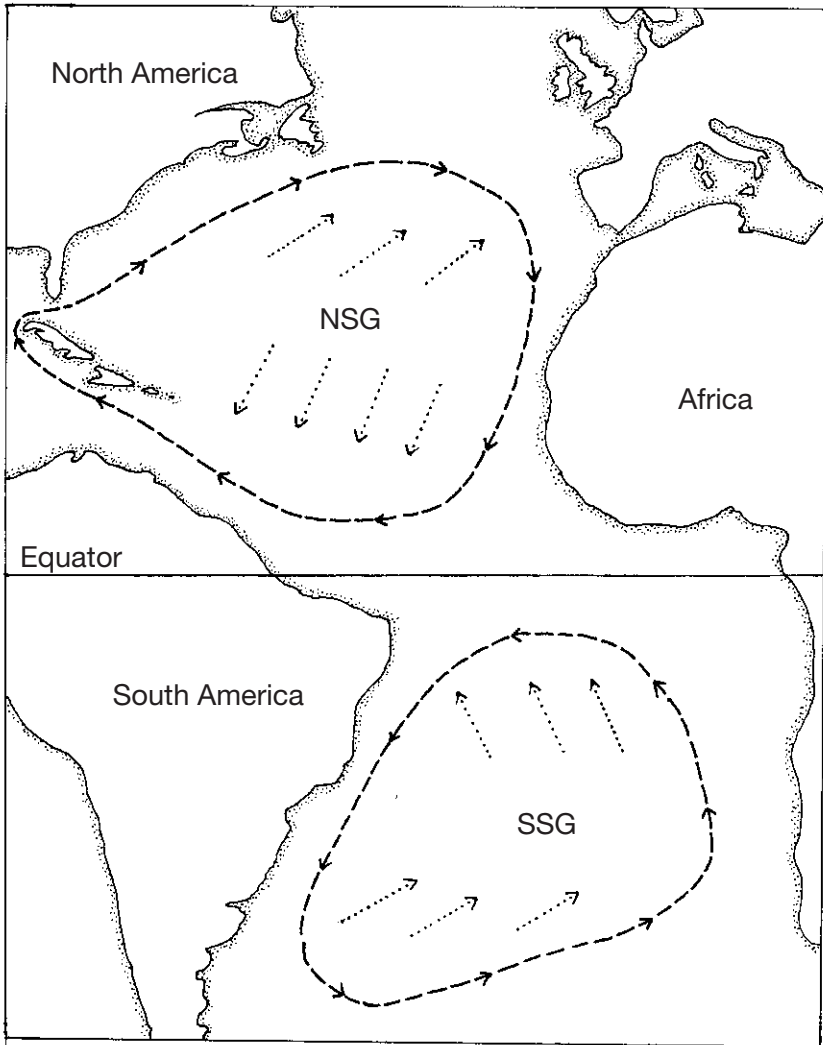 North America
NSG
Africa
Equator
South America
SSG